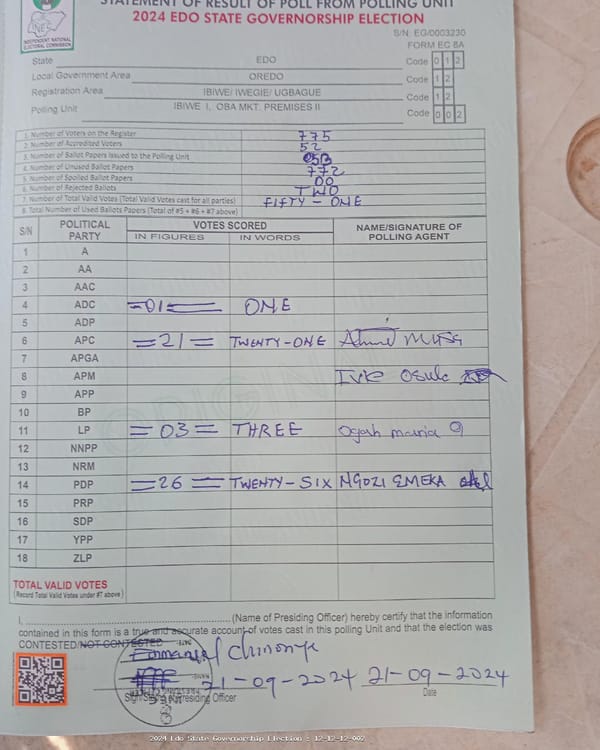 STATEMENT OF RESULT OF POLL FROM POLLING UNIT
2024 EDO STATE GOVERNORSHIP ELECTION
INEC
INDEPENDENT NATIONAL ELECTORAL COMMISSION
S/N: EG/0003230
FORM EC 8A
State EDO Code 0 1 2
Local Government Area OREDO Code 1 2
Registration Area IBIWE/ IWEGIE/ UGBAGUE Code 1 2
Polling Unit IBIWE I, OBA MKT. PREMISES II Code 0 0 2
1. Number of Voters on the Register 775
2. Number of Accredited Voters 52
3. Number of Ballot Papers Issued to the Polling Unit
4. Number of Unused Ballot Papers 772
5. Number of Spoiled Ballot Papers 00
6. Number of Rejected Ballots TWO
7. Number of Total Valid Votes (Total Valid Votes cast for all parties) FIFTY-ONE
8. Total Number of Used Ballots Papers (Total of #5 + #6 + #7 above)
S/N POLITICAL PARTY VOTES SCORED NAME/SIGNATURE OF POLLING AGENT
IN FIGURES IN WORDS
1 A
2 AA
3 AAC
4 ADC =01= ONE
5 ADP
6 APC =21= TWENTY-ONE
7 APGA
8 APM
9 APP
10 BP
11 LP =03= THREE
12 NNPP
13 NRM
14 PDP =26= TWENTY-SIX NGOZI EMEKA
15 PRP
16 SDP
17 YPP
18 ZLP
ORIGINAL
TOTAL VALID VOTES
(Record Total Valid Votes under #7 above)
I, (Name of Presiding Officer) hereby certify that the information
contained in this form is a true and accurate account of votes cast in this polling Unit and that the election was
CONTESTED/NOT CONTESTED
Emmanuel Chinonye
21-09-2024 21-09-2024
Presiding Officer Date
2024 Edo State Governorship Election : 12-12-12-002